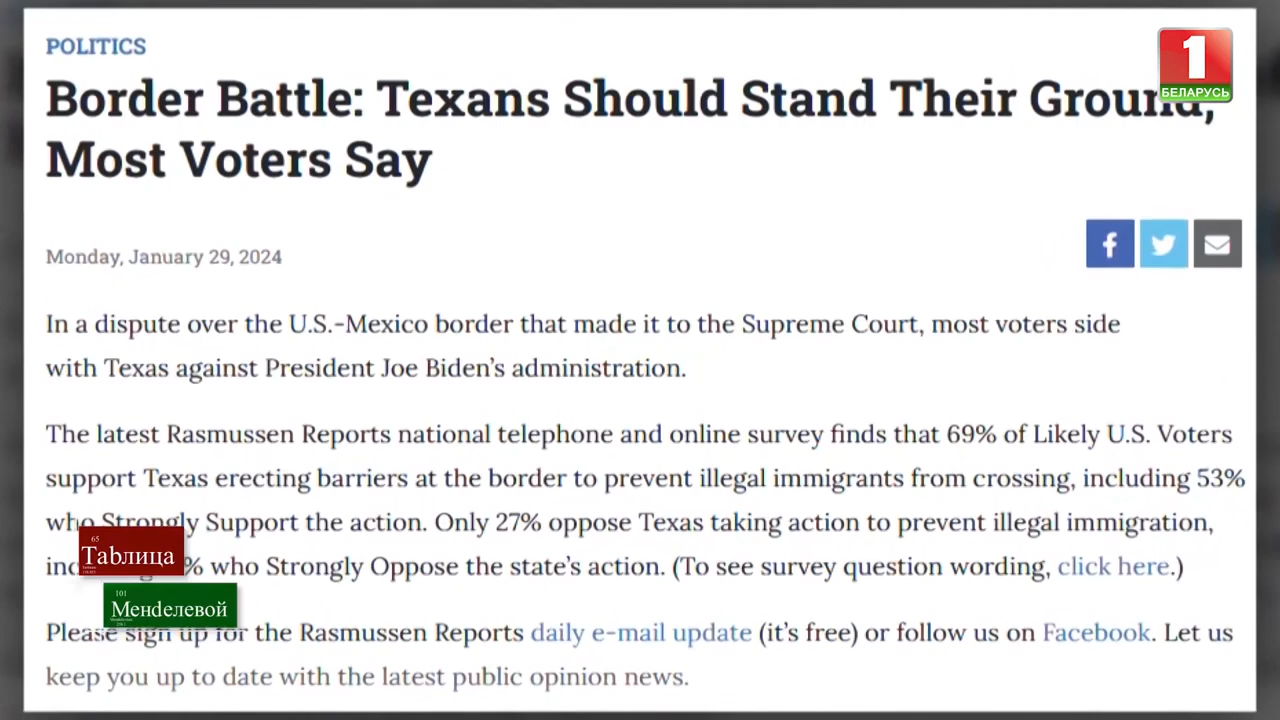 POLITICS
1
БЕЛАРУСЬ
Border Battle: Texans Should Stand Their Ground,
Most Voters Say
Monday, January 29, 2024
In a dispute over the U.S.-Mexico border that made it to the Supreme Court, most voters side
with Texas against President Joe Biden’s administration.
The latest Rasmussen Reports national telephone and online survey finds that 69% of Likely U.S. Voters
support Texas erecting barriers at the border to prevent illegal immigrants from crossing, including 53%
who Strongly Support the action. Only 27% oppose Texas taking action to prevent illegal immigration,
% who Strongly Oppose the state’s action. (To see survey question wording, click here.)
65
Таблица
101
Менделевой
Please sign up for the Rasmussen Reports daily e-mail update (it’s free) or follow us on Facebook. Let us
keep you up to date with the latest public opinion news.